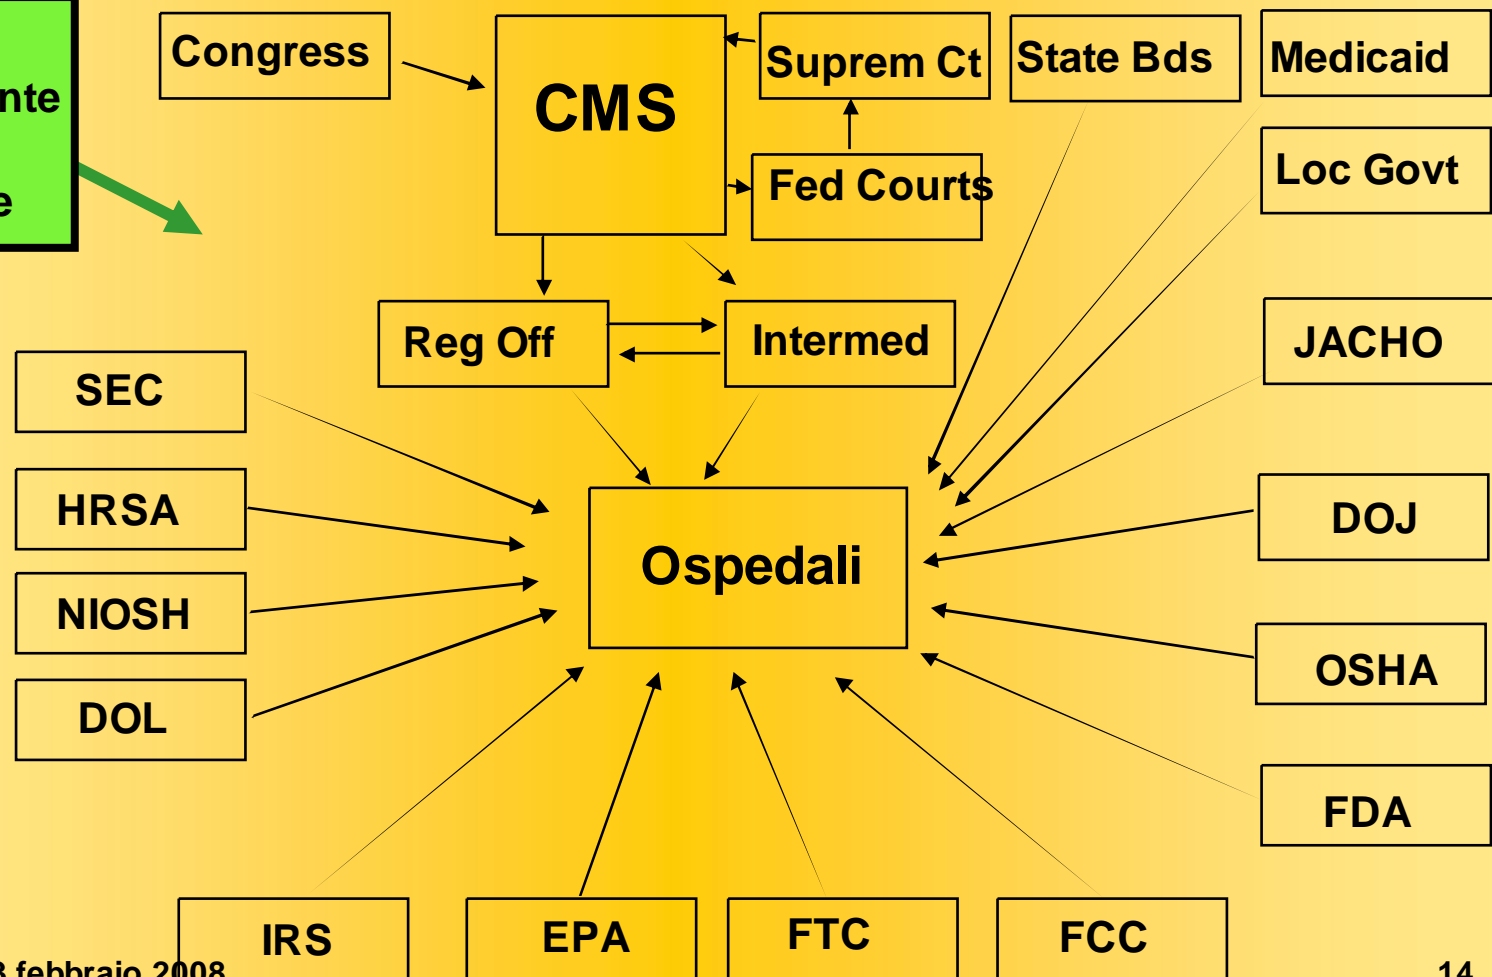 Congress
CMS
Suprem Ct
State Bds
Medicaid
Fed Courts
Loc Govt
Reg Off
Intermed
JACHO
SEC
HRSA
DOJ
Ospedali
NIOSH
OSHA
DOL
FDA
IRS
EPA
FTC
FCC
febbraio 2008
14